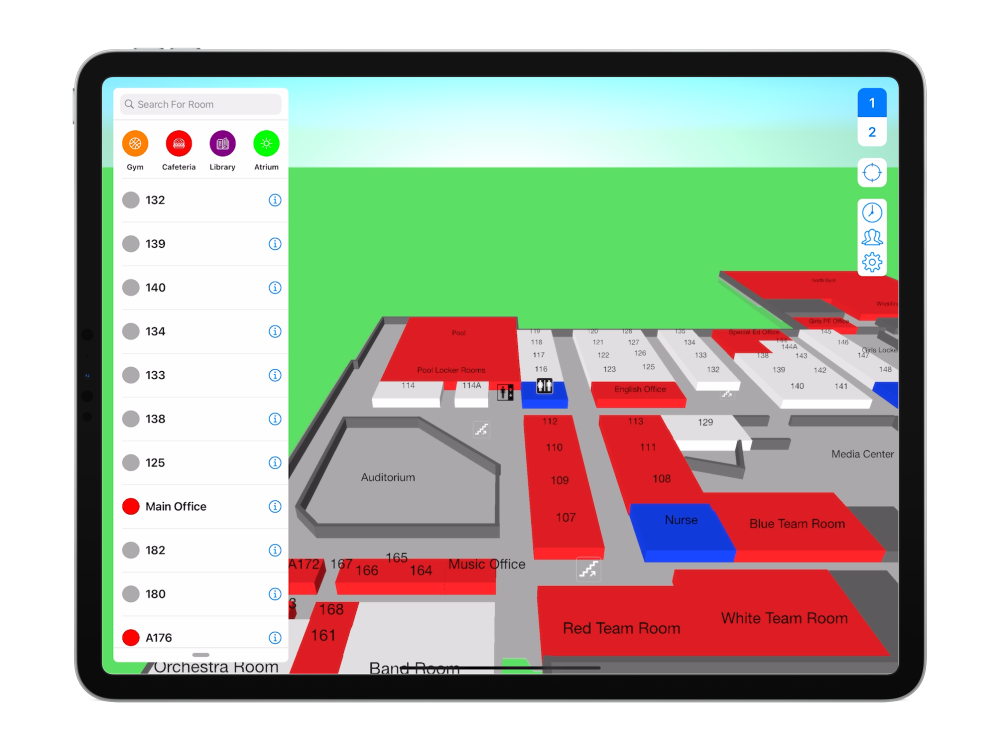 Search For Room
Gym
Cafeteria
Library
Atrium
132
139
140
134
133
138
125
Main Office
182
180
A176
1
2
Pool
119
120
128
135
Special Ed Office
145
Girls PE Office
118
121
127
134
144A
146
Girls Locke
117
122
126
133
138
143
147
Pool Locker Rooms
116
123
125
132
139
142
148
114
114A
English Office
140
141
112
113
129
110
111
Media Center
Auditorium
109
108
107
Nurse
Blue Team Room
A172
167
165
166
164
Music Office
3
168
161
Red Team Room
White Team Room
Orchestra Room
Band Room